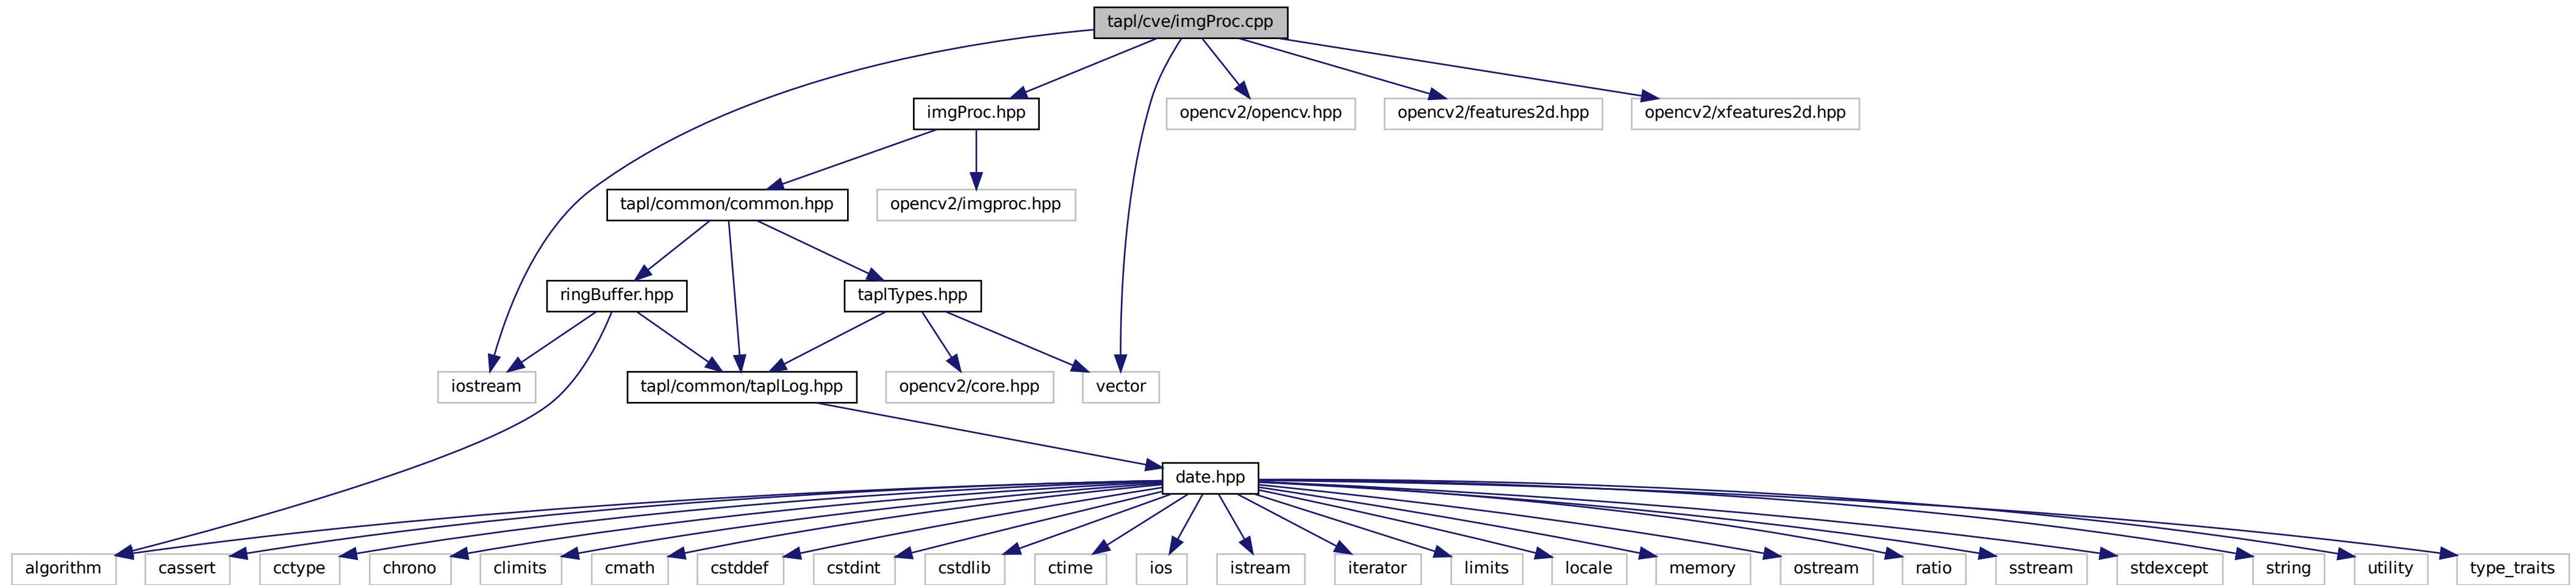 tapl/cve/imgProc.cpp
imgProc.hpp
opencv2/opencv.hpp
opencv2/features2d.hpp
opencv2/xfeatures2d.hpp
tapl/common/common.hpp
opencv2/imgproc.hpp
ringBuffer.hpp
taplTypes.hpp
iostream
tapl/common/taplLog.hpp
opencv2/core.hpp
vector
date.hpp
algorithm
cassert
cctype
chrono
climits
cmath
cstddef
cstdint
cstdlib
ctime
ios
istream
iterator
limits
locale
memory
ostream
ratio
sstream
stdexcept
string
utility
type_traits